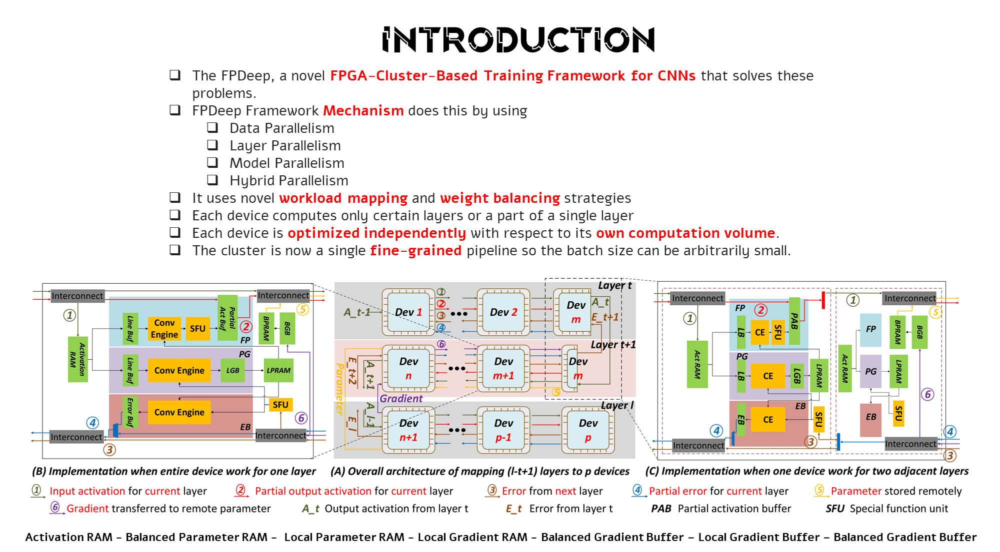 INTRODUCTION
❑ The FPDeep, a novel FPGA-Cluster-Based Training Framework for CNNs that solves these
problems.
❑ FPDeep Framework Mechanism does this by using
❑ Data Parallelism
❑ Layer Parallelism
❑ Model Parallelism
❑ Hybrid Parallelism
❑ It uses novel workload mapping and weight balancing strategies
❑ Each device computes only certain layers or a part of a single layer
❑ Each device is optimized independently with respect to its own computation volume.
❑ The cluster is now a single fine-grained pipeline so the batch size can be arbitrarily small.
Interconnect
Interconnect
①
⑤
Line Buf
Conv
Engine
SFU
Partial
Act Buf
②
FP
BPRAM
BGB
Activation
RAM
PG
Line Buf
Conv Engine
LGB
LPRAM
Error Buf
Conv Engine
SFU
EB
④
⑥
Interconnect
Interconnect
③
(B) Implementation when entire device work for one layer
Layer t
A_t-1
Dev 1
①
②
③
④
•••
Dev 2
Dev
m
A_t
E_t+1
Layer t+1
Parameter
E_t+2
A_t+1
Dev
n
⑥
•••
Dev
m+1
Dev
m
⑤
Gradient
Layer l
E_l
A_l-1
Dev
n+1
•••
Dev
p-1
Dev
p
(A) Overall architecture of mapping (l-t+1) layers to p devices
Interconnect
①
FP
②
LB
CE
SFU
PAB
Act RAM
PG
LB
CE
LGB
LPRAM
EB
EB
CE
SFU
④
③
Interconnect
①
Interconnect
⑤
FP
BPRAM
BGB
Act RAM
PG
LPRAM
⑥
EB
SFU
④
Interconnect
③
(C) Implementation when one device work for two adjacent layers
① Input activation for current layer
② Partial output activation for current layer
③ Error from next layer
④ Partial error for current layer
⑤ Parameter stored remotely
⑥ Gradient transferred to remote parameter
A_t Output activation from layer t
E_t Error from layer t
PAB Partial activation buffer
SFU Special function unit
Activation RAM - Balanced Parameter RAM - Local Parameter RAM - Local Gradient RAM - Balanced Gradient Buffer – Local Gradient Buffer – Balanced Gradient Buffer